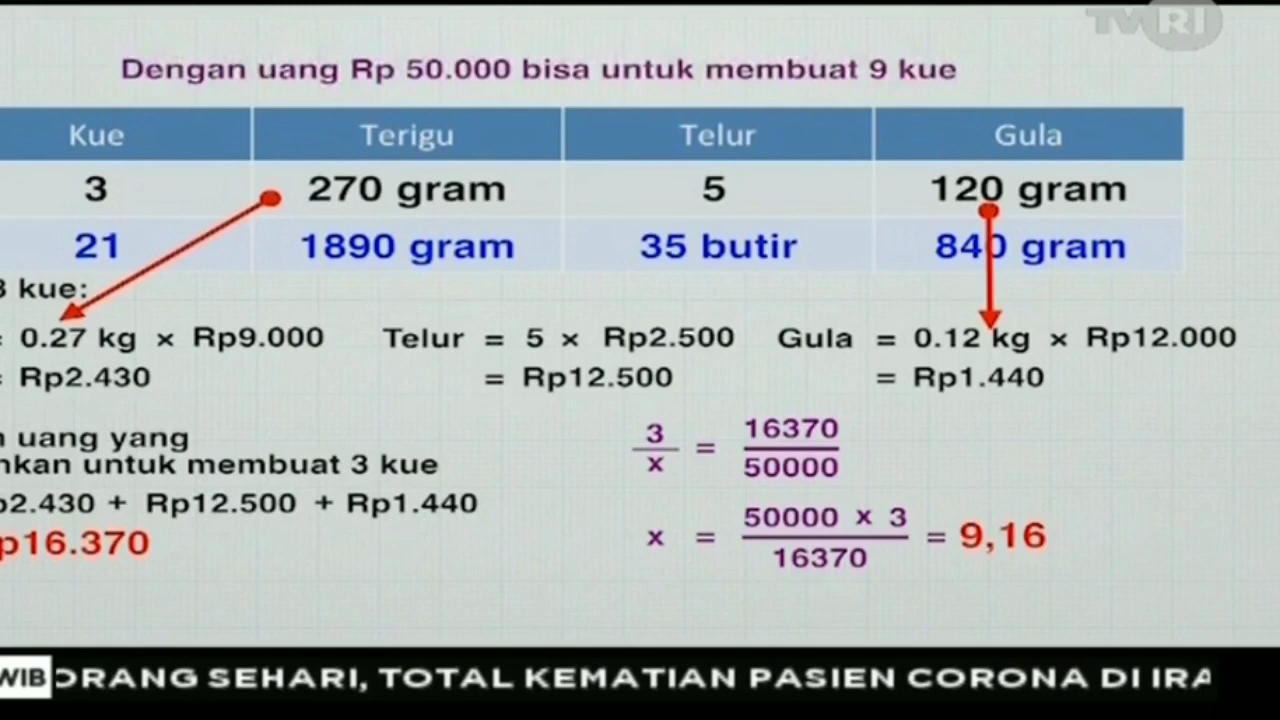 TVRI
Dengan uang Rp 50.000 bisa untuk membuat 9 kue
Kue Terigu Telur Gula
3 270 gram 5 120 gram
21 1890 gram 35 butir 840 gram
3 kue:
= 0.27 kg × Rp9.000 Telur = 5 × Rp2.500 Gula = 0.12 kg × Rp12.000
= Rp2.430 = Rp12.500 = Rp1.440
uang yang
untuk membuat 3 kue
2.430 + Rp12.500 + Rp1.440
p16.370
3 / x = 16370 / 50000
x = 50000 x 3 / 16370 = 9,16
WIB ORANG SEHARI, TOTAL KEMATIAN PASIEN CORONA DI IRA